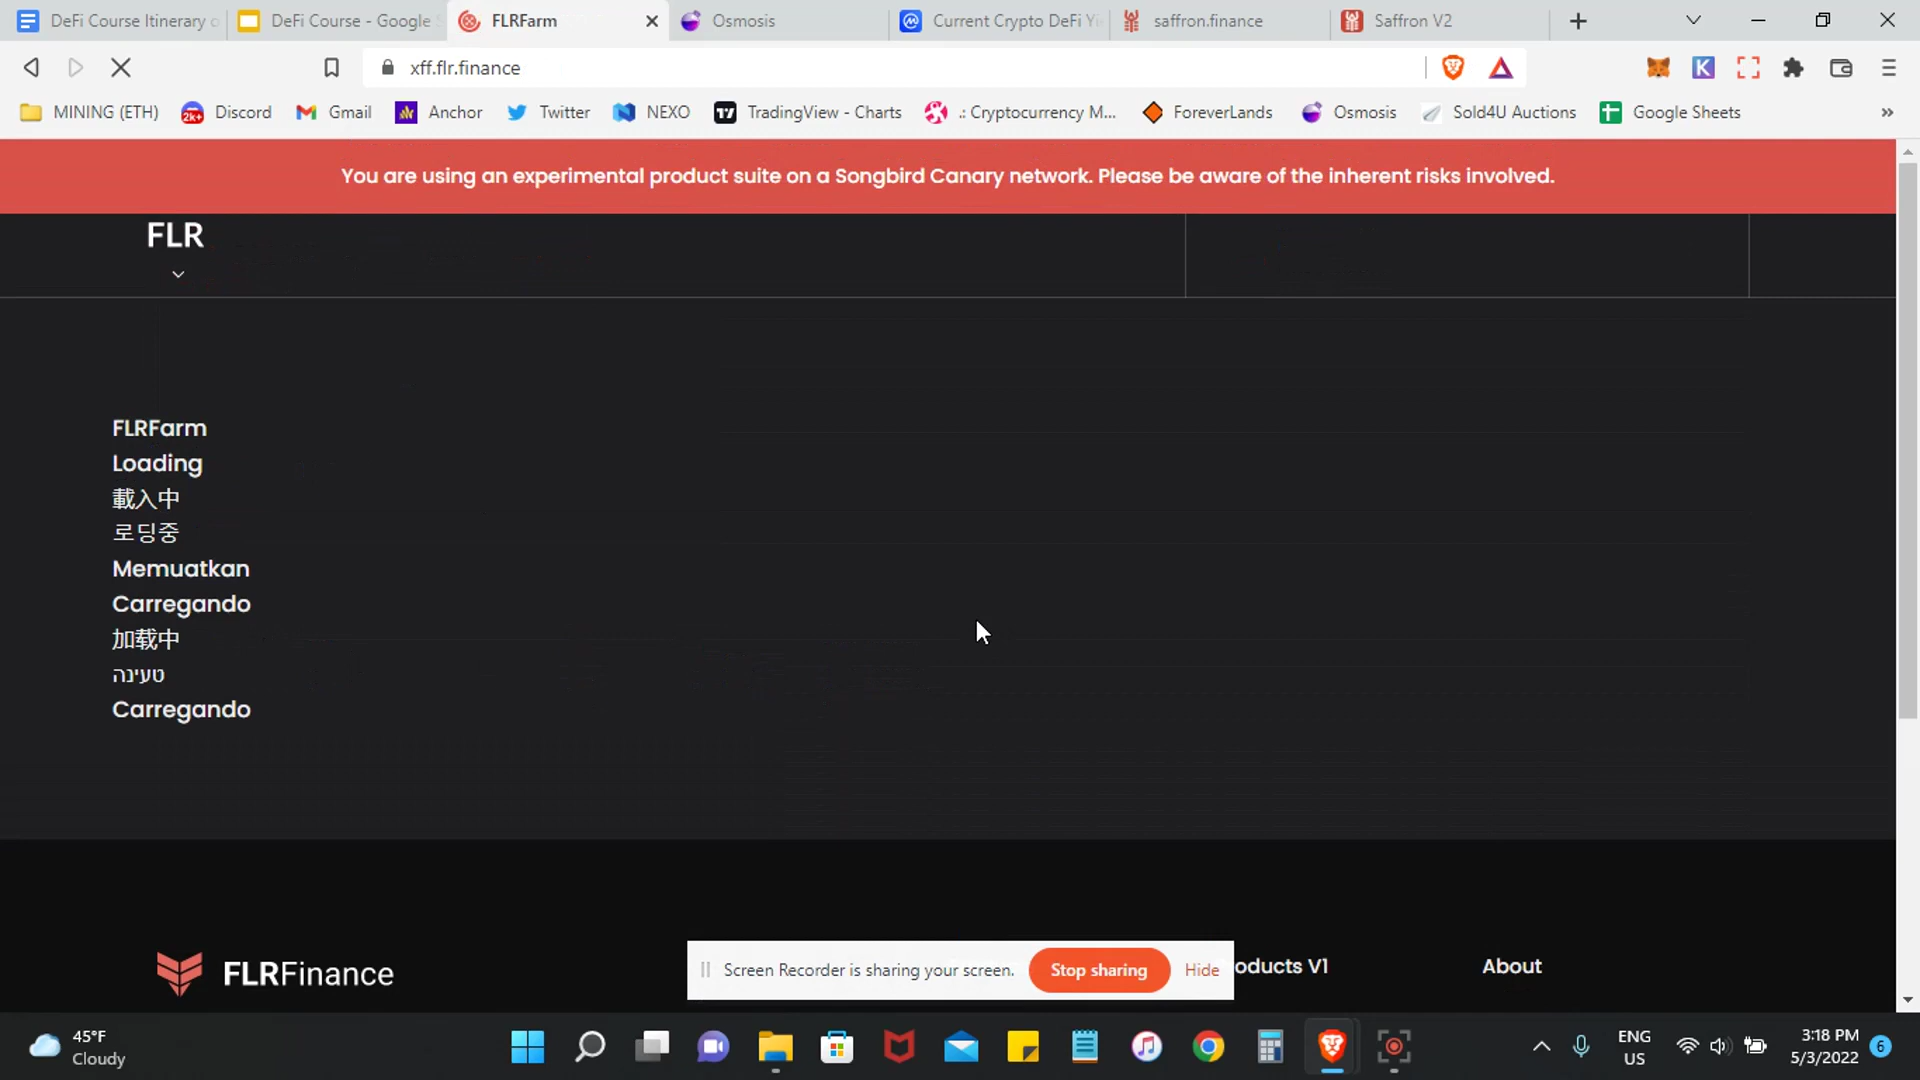 DeFi Course Itinerary
DeFi Course - Google
FLRFarm
Osmosis
Current Crypto DeFi Yi
saffron.finance
Saffron V2
xff.flr.finance
MINING (ETH)
Discord
2k+
Gmail
Anchor
Twitter
NEXO
TradingView - Charts
.: Cryptocurrency M...
ForeverLands
Osmosis
Sold4U Auctions
Google Sheets
You are using an experimental product suite on a Songbird Canary network. Please be aware of the inherent risks involved.
FLR
FLRFarm
Loading
載入中
로딩중
Memuatkan
Carregando
加载中
טעינה
Carregando
FLRFinance
Screen Recorder is sharing your screen.
Stop sharing
Hide
oducts V1
About
45°F
Cloudy
ENG
US
3:18 PM
5/3/2022
6